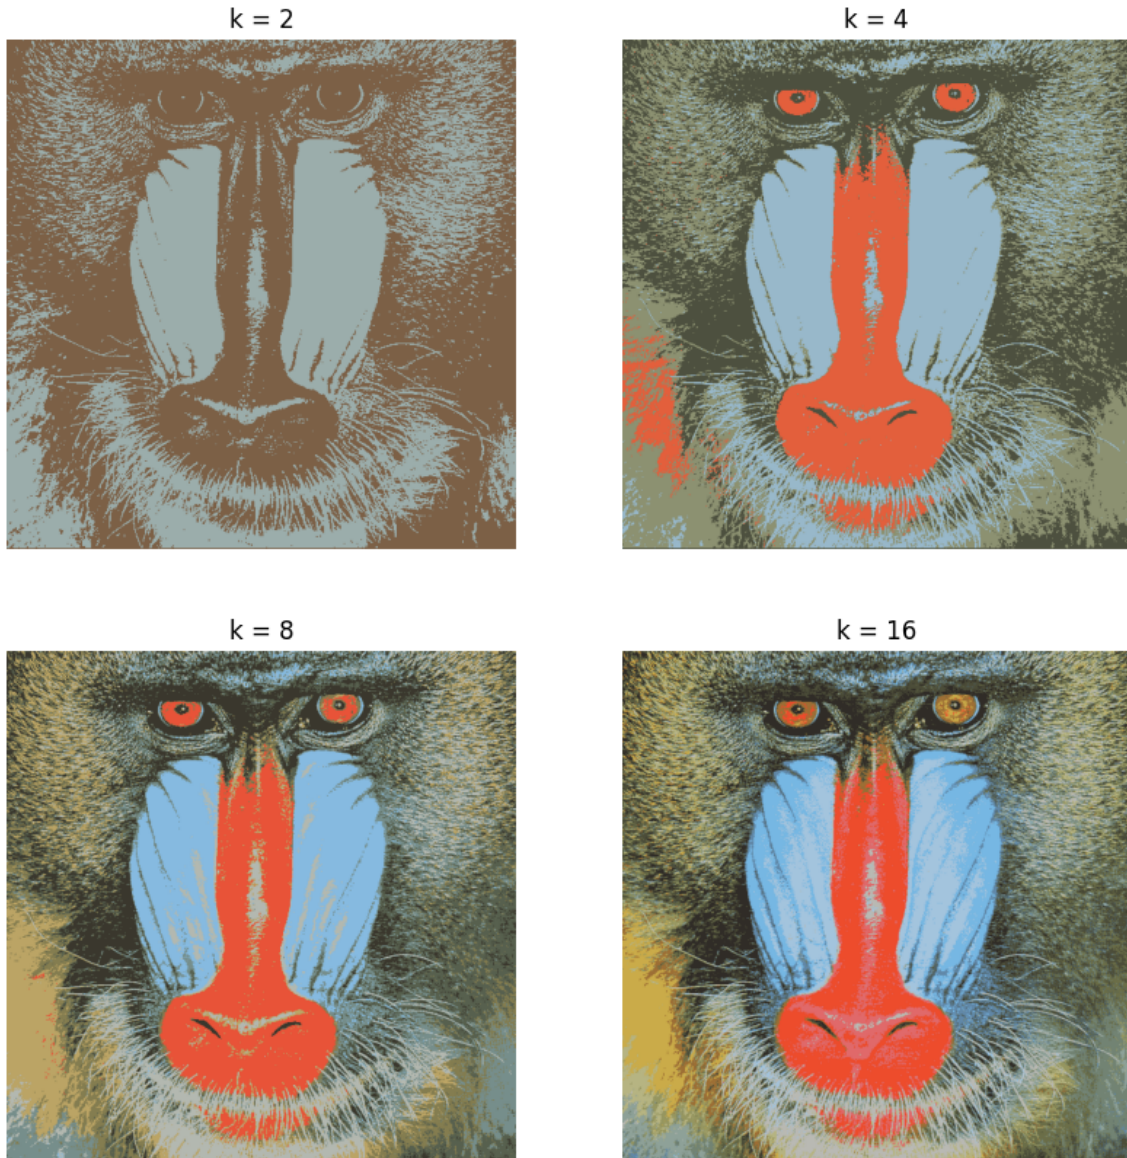 k = 2
k = 4
k = 8
k = 16